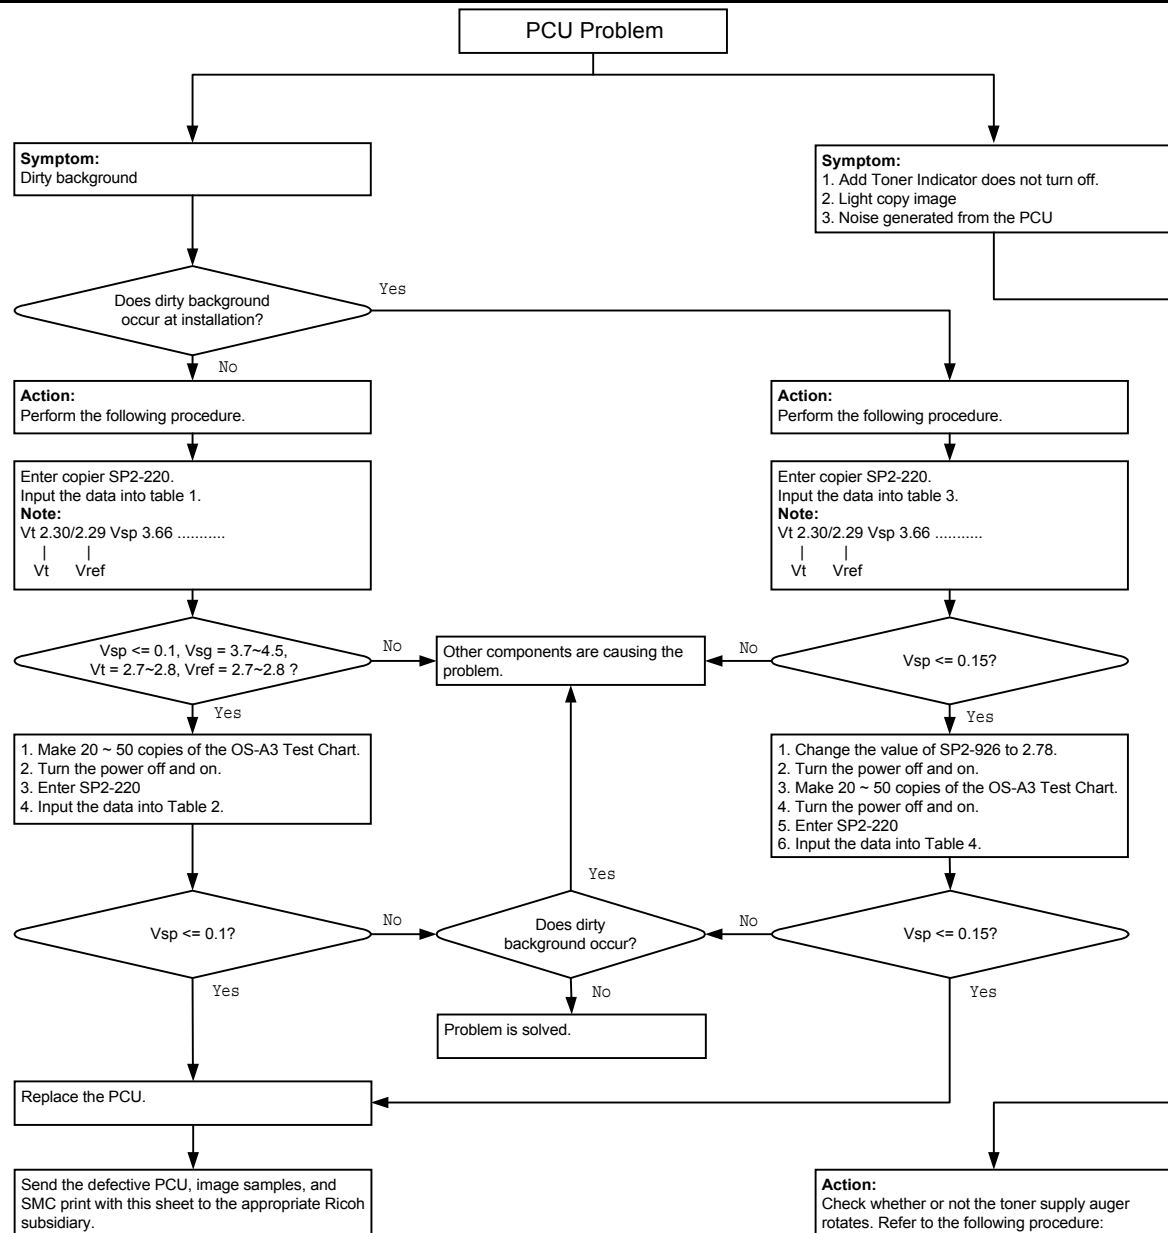 PCU Problem
Symptom:
Dirty background
Symptom:
1. Add Toner Indicator does not turn off.
2. Light copy image
3. Noise generated from the PCU
Does dirty background
occur at installation?
Yes
No
Action:
Perform the following procedure.
Action:
Perform the following procedure.
Enter copier SP2-220.
Input the data into table 1.
Note:
Vt 2.30/2.29 Vsp 3.66 ...........
| |
Vt Vref
Enter copier SP2-220.
Input the data into table 3.
Note:
Vt 2.30/2.29 Vsp 3.66 ...........
| |
Vt Vref
Vsp <= 0.1, Vsg = 3.7~4.5,
Vt = 2.7~2.8, Vref = 2.7~2.8 ?
No
Yes
Other components are causing the
problem.
No
Vsp <= 0.15?
Yes
1. Make 20 ~ 50 copies of the OS-A3 Test Chart.
2. Turn the power off and on.
3. Enter SP2-220
4. Input the data into Table 2.
1. Change the value of SP2-926 to 2.78.
2. Turn the power off and on.
3. Make 20 ~ 50 copies of the OS-A3 Test Chart.
4. Turn the power off and on.
5. Enter SP2-220
6. Input the data into Table 4.
Vsp <= 0.1?
No
Yes
Yes
Does dirty
background occur?
No
No
Vsp <= 0.15?
Yes
Problem is solved.
Replace the PCU.
Send the defective PCU, image samples, and
SMC print with this sheet to the appropriate Ricoh
subsidiary.
Action:
Check whether or not the toner supply auger
rotates. Refer to the following procedure: